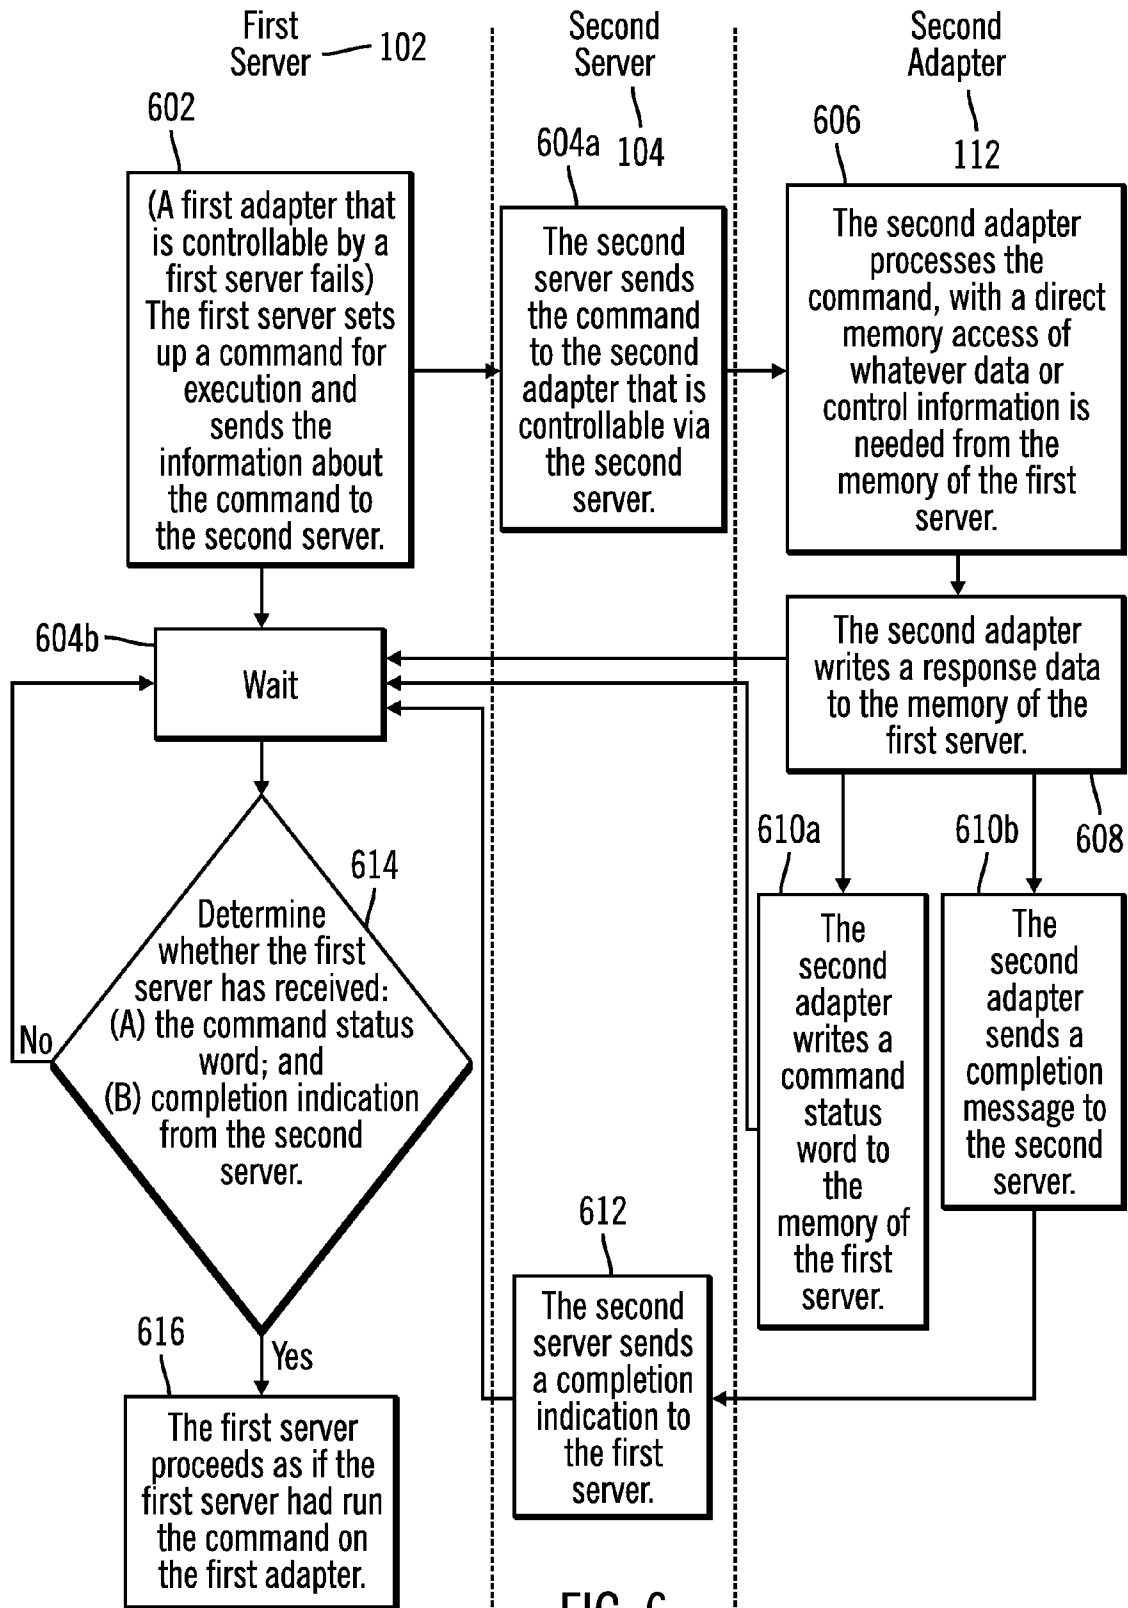 First
Server
102
Second
Server
104
Second
Adapter
112
602
(A first adapter that
is controllable by a
first server fails)
The first server sets
up a command for
execution and
sends the
information about
the command to
the second server.
604a
The second
server sends
the command
to the second
adapter that is
controllable via
the second
server.
606
The second adapter
processes the
command, with a direct
memory access of
whatever data or
control information is
needed from the
memory of the first
server.
604b
Wait
The second adapter
writes a response data
to the memory of the
first server.
608
614
Determine
whether the first
server has received:
(A) the command status
word; and
(B) completion indication
from the second
server.
No
Yes
610a
The
second
adapter
writes a
command
status
word to
the
memory of
the first
server.
610b
The
second
adapter
sends a
completion
message to
the second
server.
612
The second
server sends
a completion
indication to
the first
server.
616
The first server
proceeds as if the
first server had run
the command on
the first adapter.
FIG. 6